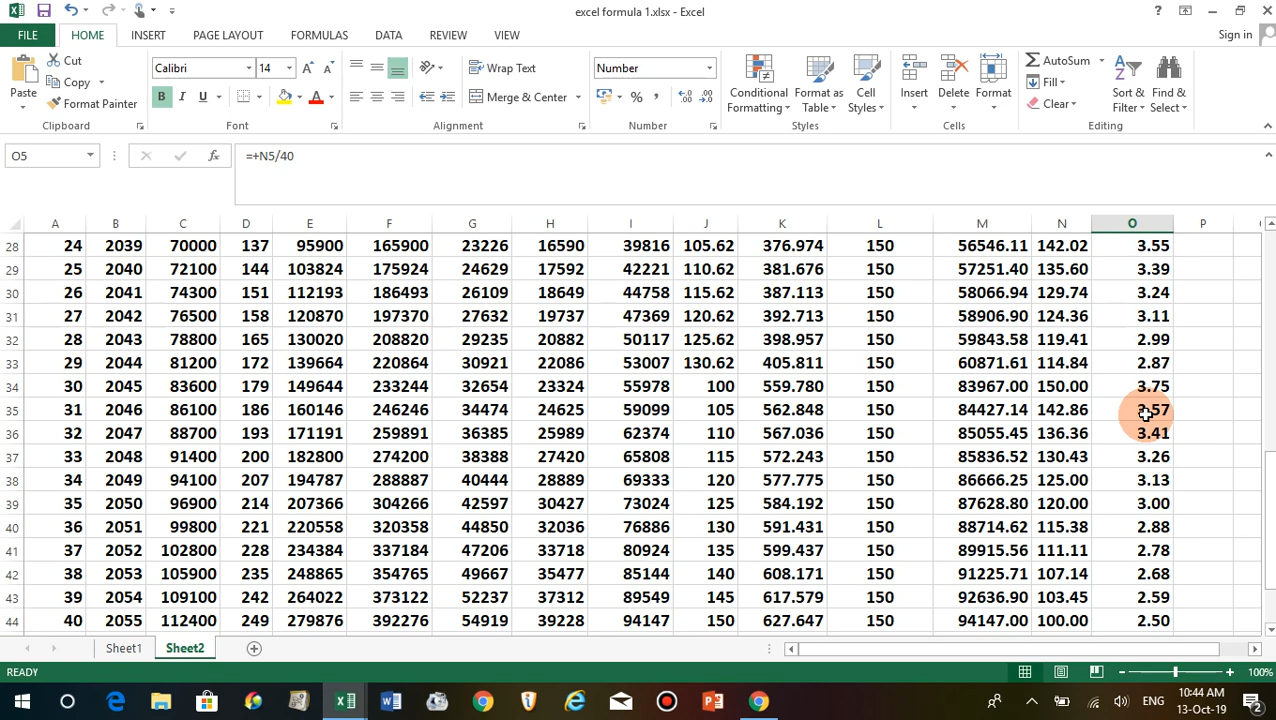 excel formula 1.xlsx - Excel
?
FILE HOME INSERT PAGE LAYOUT FORMULAS DATA REVIEW VIEW Sign in
Cut
Copy
Format Painter
Paste
Calibri 14
B I U
Wrap Text
Merge & Center
Number
%
Conditional Formatting
Format as Table
Cell Styles
Insert Delete Format
AutoSum
Fill
Clear
Sort & Filter
Find & Select
Clipboard Font Alignment Number Styles Cells Editing
O5 fx =+N5/40
A B C D E F G H I J K L M N O P
28 24 2039 70000 137 95900 165900 23226 16590 39816 105.62 376.974 150 56546.11 142.02 3.55
29 25 2040 72100 144 103824 175924 24629 17592 42221 110.62 381.676 150 57251.40 135.60 3.39
30 26 2041 74300 151 112193 186493 26109 18649 44758 115.62 387.113 150 58066.94 129.74 3.24
31 27 2042 76500 158 120870 197370 27632 19737 47369 120.62 392.713 150 58906.90 124.36 3.11
32 28 2043 78800 165 130020 208820 29235 20882 50117 125.62 398.957 150 59843.58 119.41 2.99
33 29 2044 81200 172 139664 220864 30921 22086 53007 130.62 405.811 150 60871.61 114.84 2.87
34 30 2045 83600 179 149644 233244 32654 23324 55978 100 559.780 150 83967.00 150.00 3.75
35 31 2046 86100 186 160146 246246 34474 24625 59099 105 562.848 150 84427.14 142.86 3.57
36 32 2047 88700 193 171191 259891 36385 25989 62374 110 567.036 150 85055.45 136.36 3.41
37 33 2048 91400 200 182800 274200 38388 27420 65808 115 572.243 150 85836.52 130.43 3.26
38 34 2049 94100 207 194787 288887 40444 28889 69333 120 577.775 150 86666.25 125.00 3.13
39 35 2050 96900 214 207366 304266 42597 30427 73024 125 584.192 150 87628.80 120.00 3.00
40 36 2051 99800 221 220558 320358 44850 32036 76886 130 591.431 150 88714.62 115.38 2.88
41 37 2052 102800 228 234384 337184 47206 33718 80924 135 599.437 150 89915.56 111.11 2.78
42 38 2053 105900 235 248865 354765 49667 35477 85144 140 608.171 150 91225.71 107.14 2.68
43 39 2054 109100 242 264022 373122 52237 37312 89549 145 617.579 150 92636.90 103.45 2.59
44 40 2055 112400 249 279876 392276 54919 39228 94147 150 627.647 150 94147.00 100.00 2.50
Sheet1 Sheet2
READY 100%
ENG 10:44 AM
13-Oct-19 2